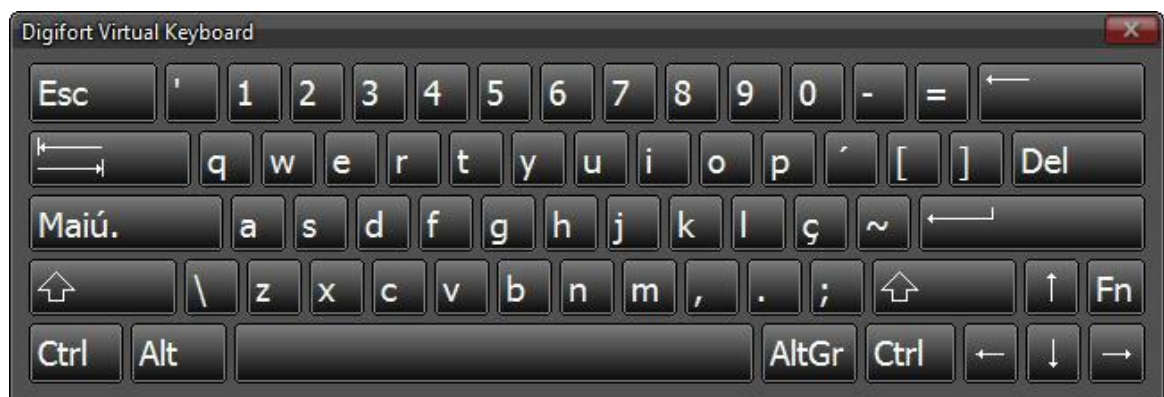 Digifort Virtual Keyboard
Esc ' 1 2 3 4 5 6 7 8 9 0 - =
q w e r t y u i o p ´ [ ] Del
Maiú. a s d f g h j k l ç ~
\ z x c v b n m , . ; Fn
Ctrl Alt AltGr Ctrl